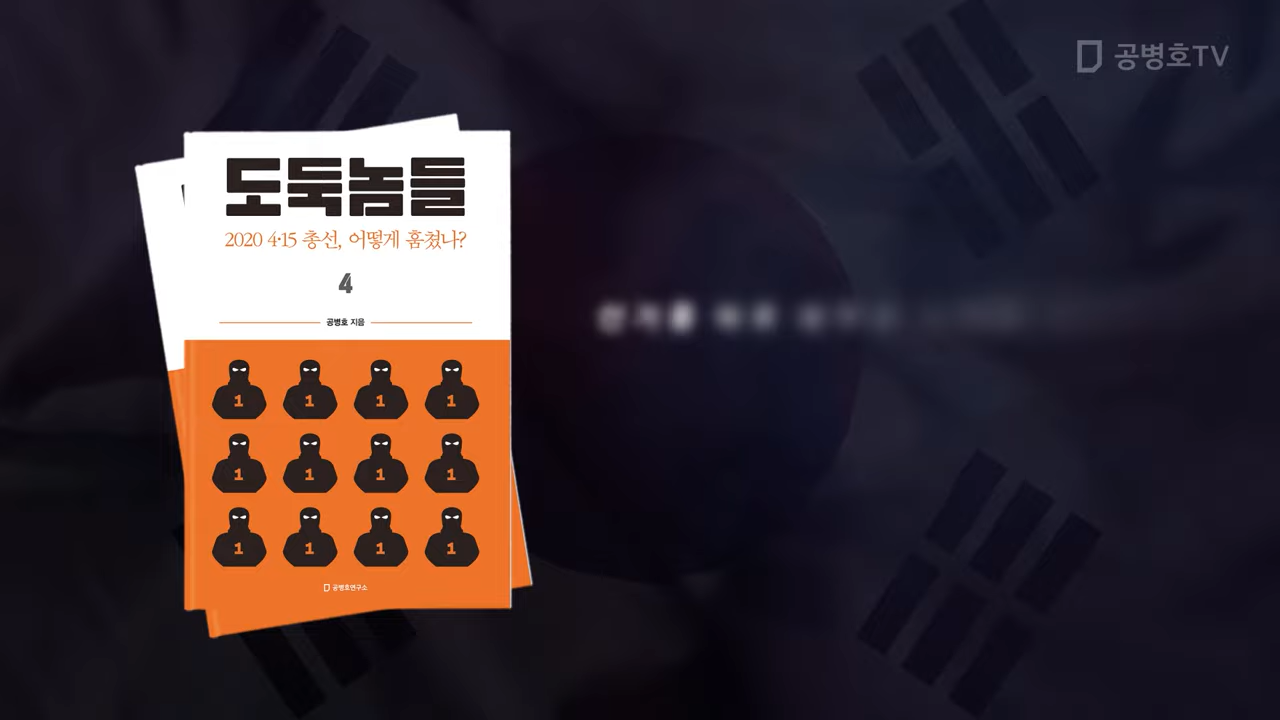 공병호TV
도둑놈들
2020 4·15 총선, 어떻게 훔쳤나?
4
공병호 지음
1 1 1 1
1 1 1 1
1 1 1 1
공병호연구소